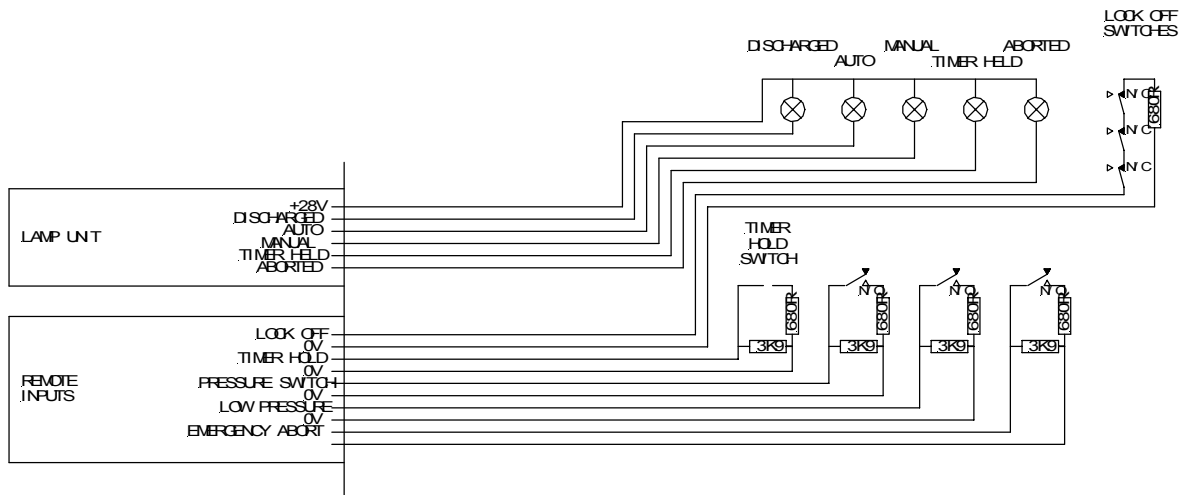 LOCK OFF
SWITCHES
DISCHARGED
AUTO
MANUAL
TIMER HELD
ABORTED
N/C
680R
N/C
N/C
LAMP UNIT
+28V
DISCHARGED
AUTO
MANUAL
TIMER HELD
ABORTED
TIMER
HOLD
SWITCH
680R
N/O
680R
N/O
680R
N/O
680R
3K9
3K9
3K9
3K9
REMOTE
INPUTS
LOCK OFF
0V
TIMER HOLD
0V
PRESSURE SWITCH
0V
LOW PRESSURE
0V
EMERGENCY ABORT